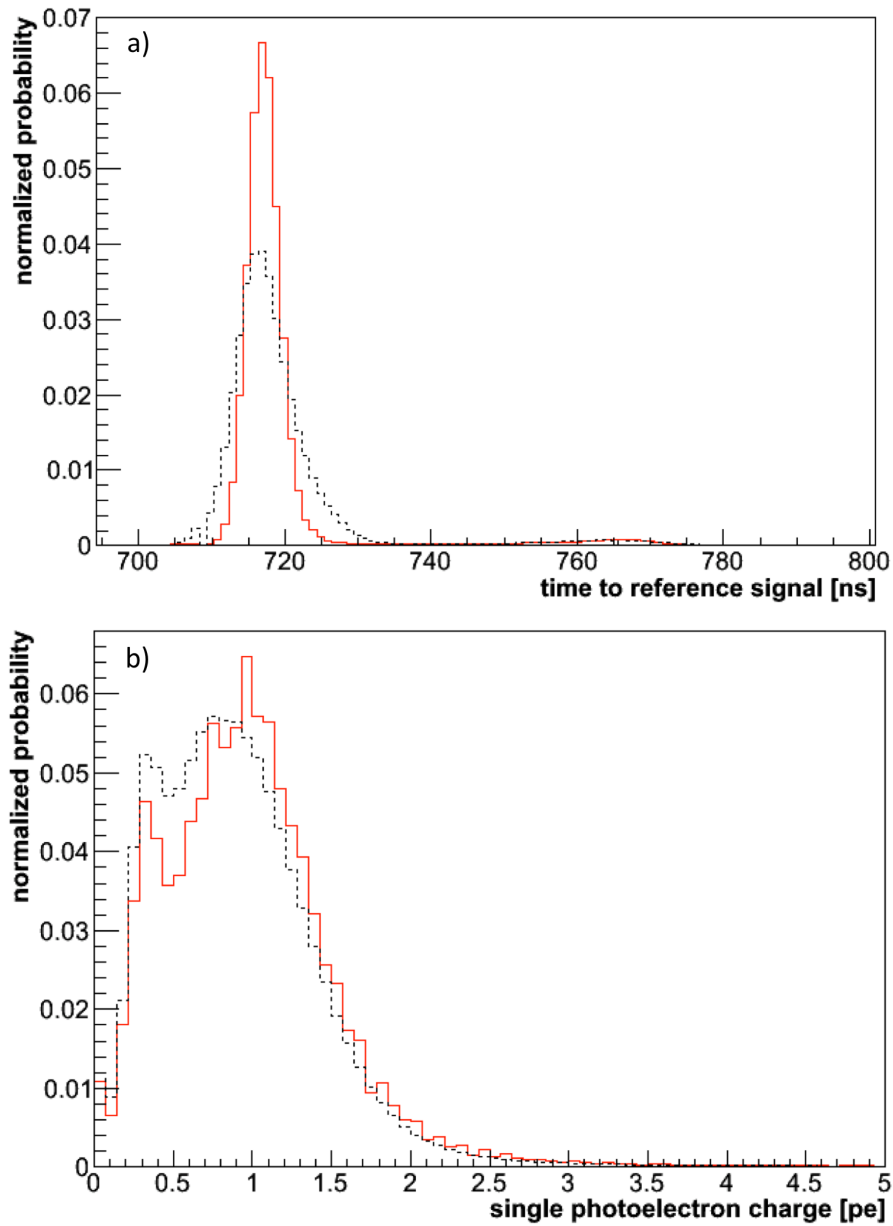 a)
normalized probability
0.07
0.06
0.05
0.04
0.03
0.02
0.01
0
700 720 740 760 780 800
time to reference signal [ns]
b)
normalized probability
0.06
0.05
0.04
0.03
0.02
0.01
0
0 0.5 1 1.5 2 2.5 3 3.5 4 4.5 5
single photoelectron charge [pe]